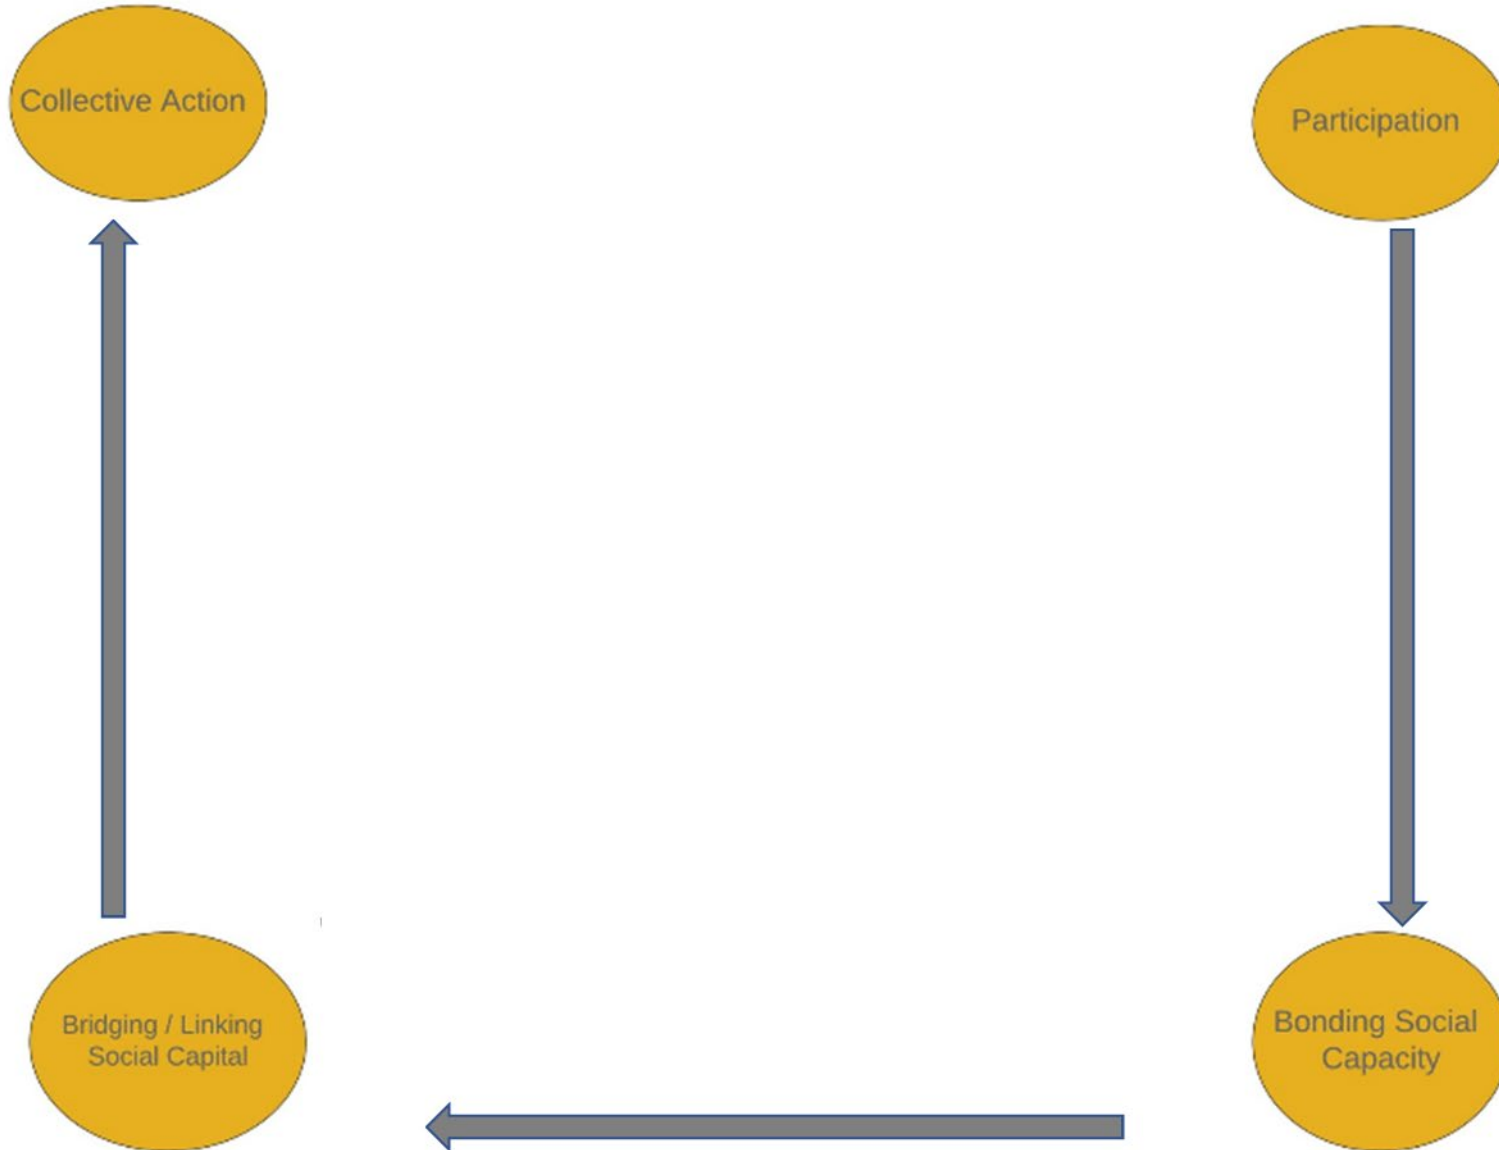 Collective Action
Participation
Bridging / Linking
Social Capital
Bonding Social
Capacity